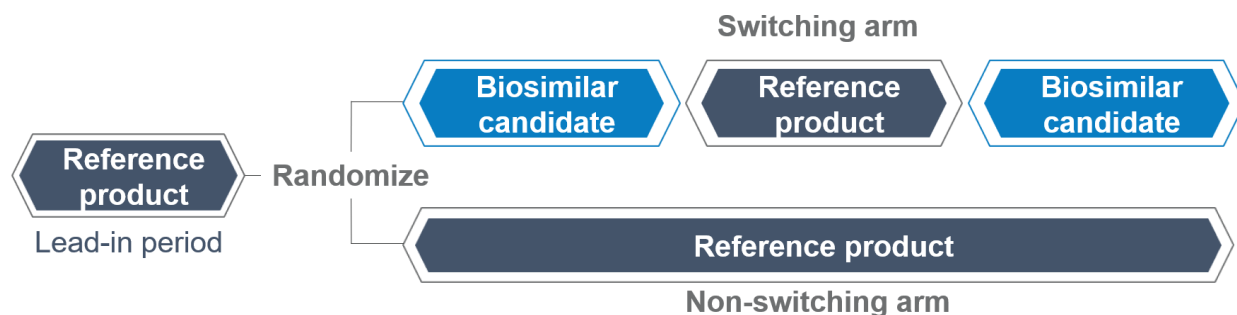 Switching arm
Biosimilar
candidate
Reference
product
Biosimilar
candidate
Reference
product
Randomize
Lead-in period
Reference product
Non-switching arm